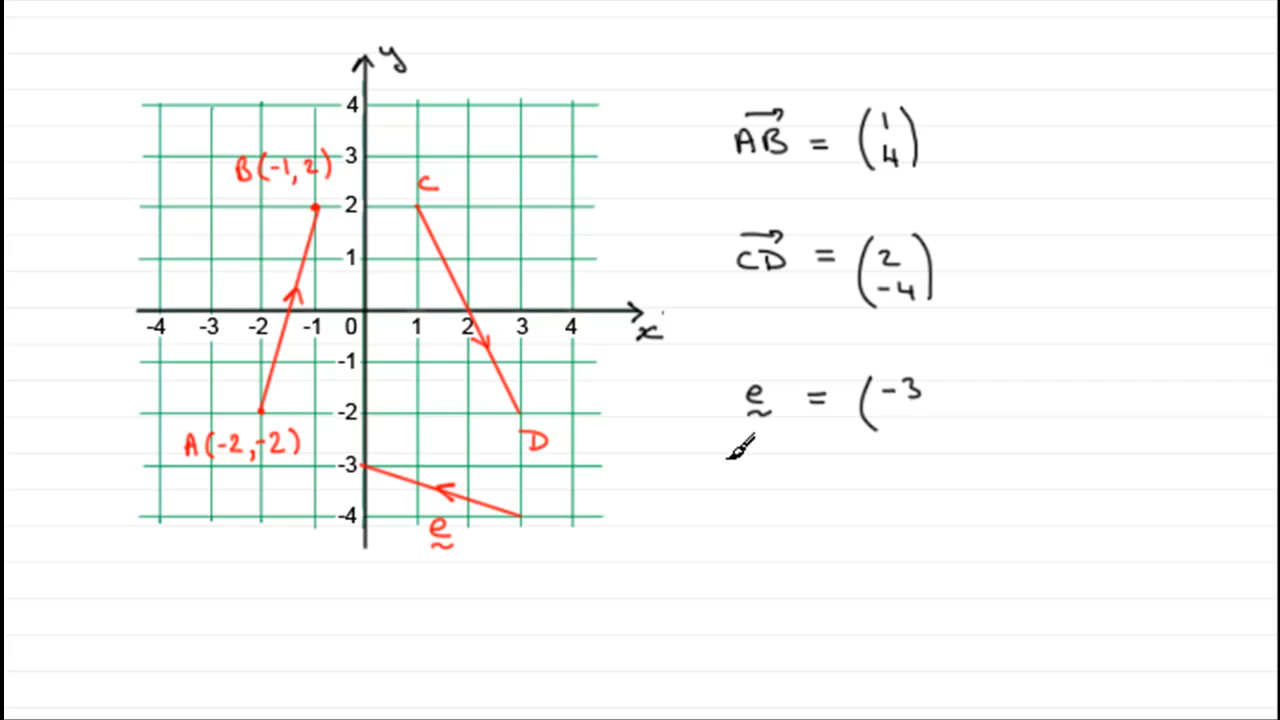 y
4
B(-1,2) 3
C
2
1
-4 -3 -2 -1 0 1 2 3 4
x
-1
-2
A(-2,-2)
D
-3
-4
e
AB = (1
4)
CD = (2
-4)
e = (-3